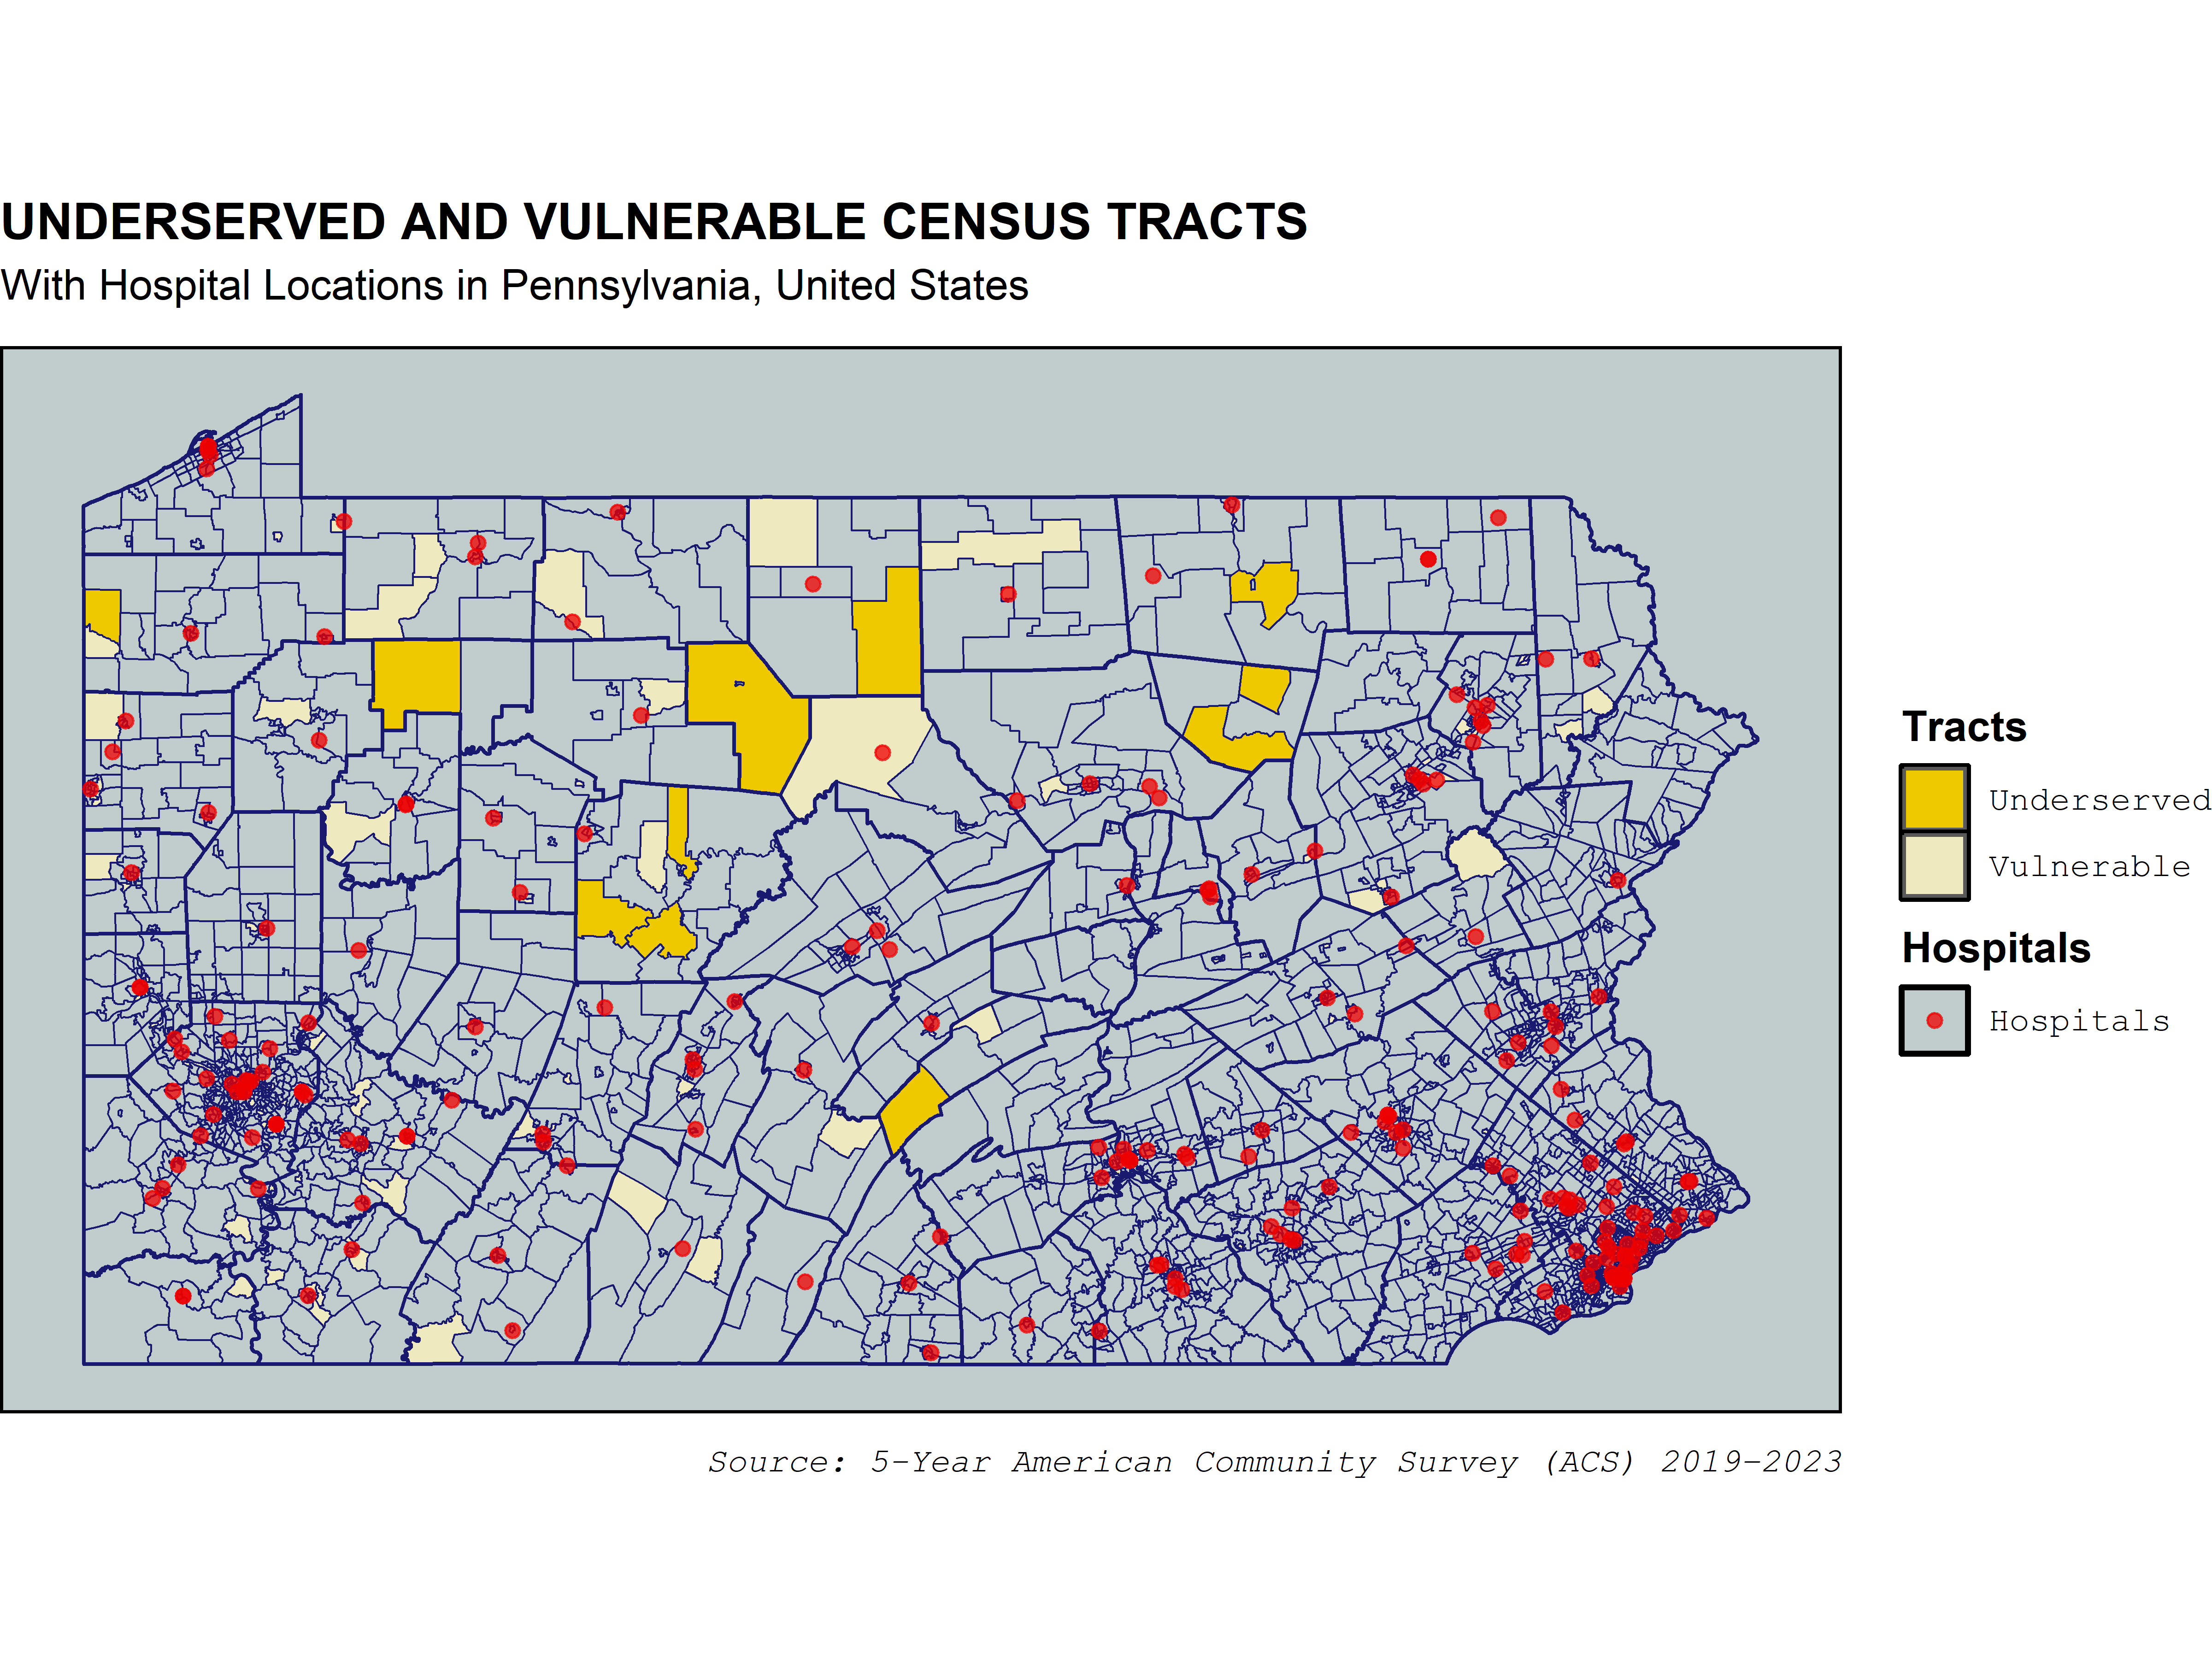 UNDERSERVED AND VULNERABLE CENSUS TRACTS
With Hospital Locations in Pennsylvania, United States
Tracts
Underserved
Vulnerable
Hospitals
Hospitals
Source: 5-Year American Community Survey (ACS) 2019-2023